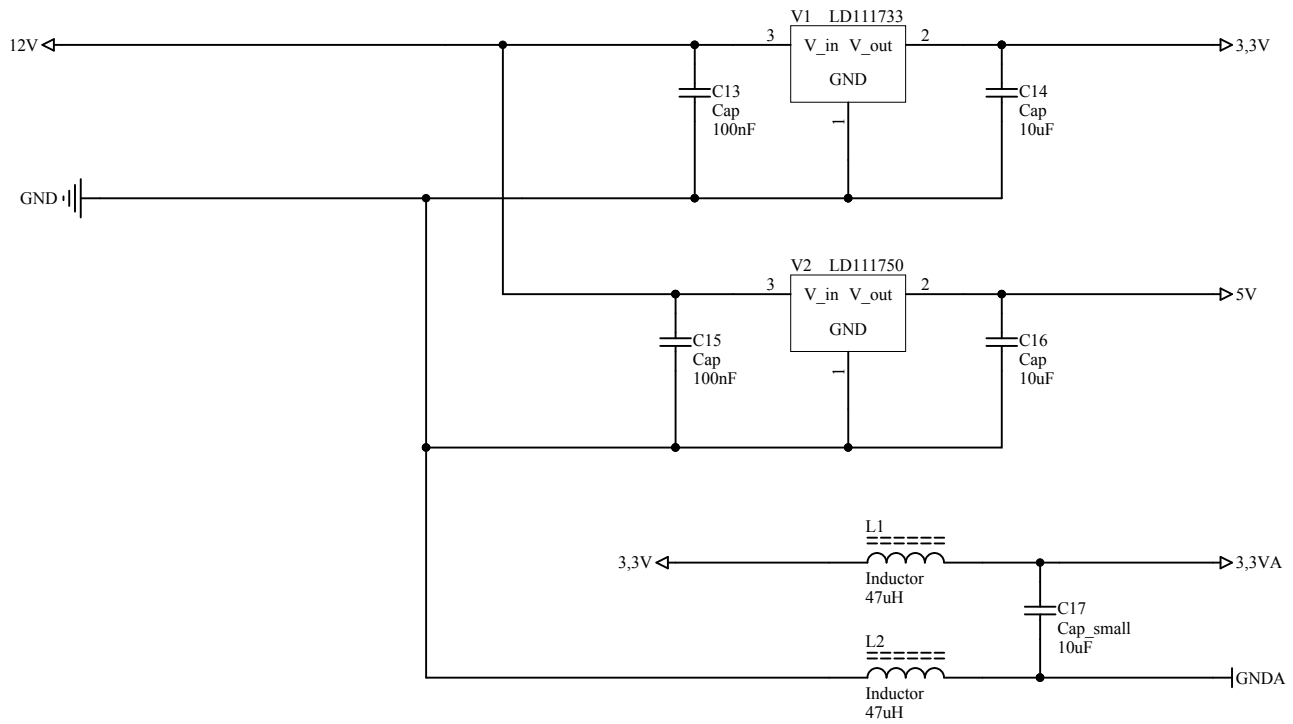 V1 LD111733
12V
3
V_in V_out
2
3,3V
GND
1
C13
Cap
100nF
C14
Cap
10uF
GND
V2 LD111750
3
V_in V_out
2
5V
GND
1
C15
Cap
100nF
C16
Cap
10uF
L1
3,3V
3,3VA
Inductor
47uH
C17
Cap_small
10uF
L2
GNDA
Inductor
47uH